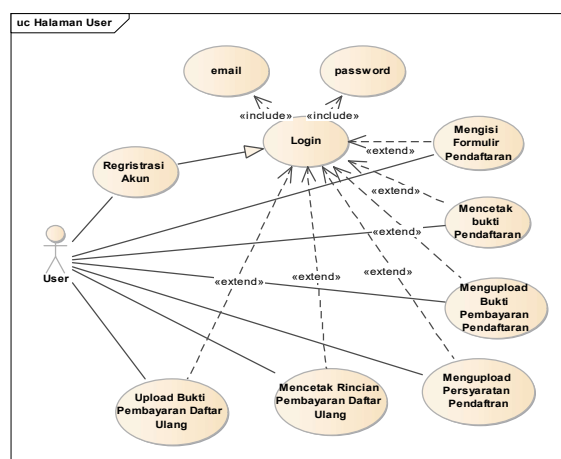 uc Halaman User
email
password
«include»
«include»
Login
Mengisi
Formulir
Pendaftaran
«extend»
Regristrasi
Akun
«extend»
Mencetak
bukti
Pendaftaran
User
«extend»
«extend»
«extend»
«extend»
Mengupload
Bukti
Pembayaran
Pendaftaran
Upload Bukti
Pembayaran Daftar
Ulang
Mencetak Rincian
Pembayaran Daftar
Ulang
Mengupload
Persyaratan
Pendaftran